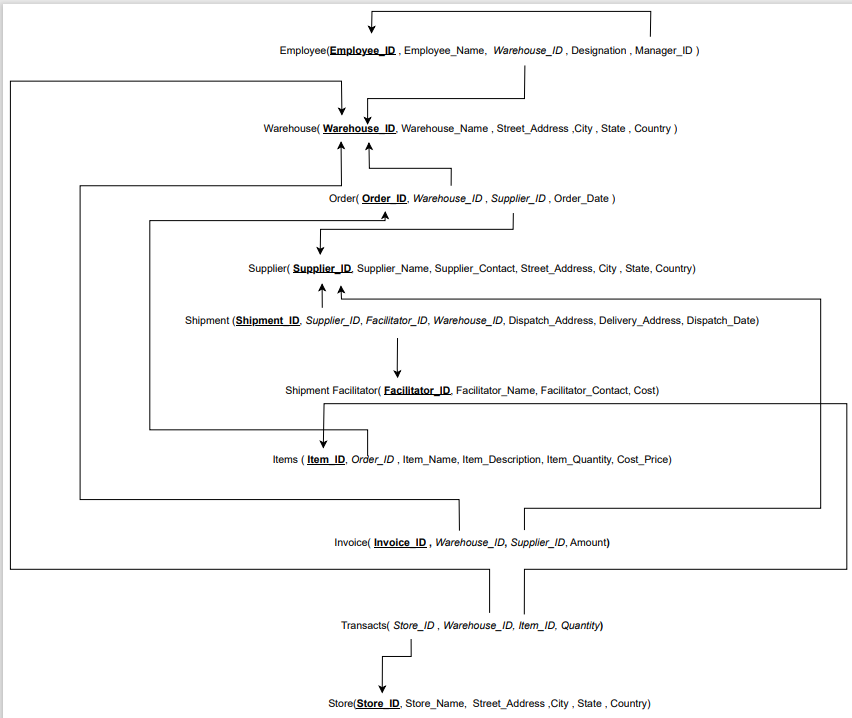 Employee(Employee_ID , Employee_Name, Warehouse_ID , Designation , Manager_ID )
Warehouse( Warehouse_ID, Warehouse_Name , Street_Address ,City , State , Country )
Order( Order_ID, Warehouse_ID , Supplier_ID , Order_Date )
Supplier( Supplier_ID, Supplier_Name, Supplier_Contact, Street_Address, City , State, Country)
Shipment (Shipment_ID, Supplier_ID, Facilitator_ID, Warehouse_ID, Dispatch_Address, Delivery_Address, Dispatch_Date)
Shipment Facilitator( Facilitator_ID, Facilitator_Name, Facilitator_Contact, Cost)
Items ( Item_ID, Order_ID , Item_Name, Item_Description, Item_Quantity, Cost_Price)
Invoice( Invoice_ID , Warehouse_ID, Supplier_ID, Amount)
Transacts( Store_ID , Warehouse_ID, Item_ID, Quantity)
Store(Store_ID, Store_Name, Street_Address ,City , State , Country)